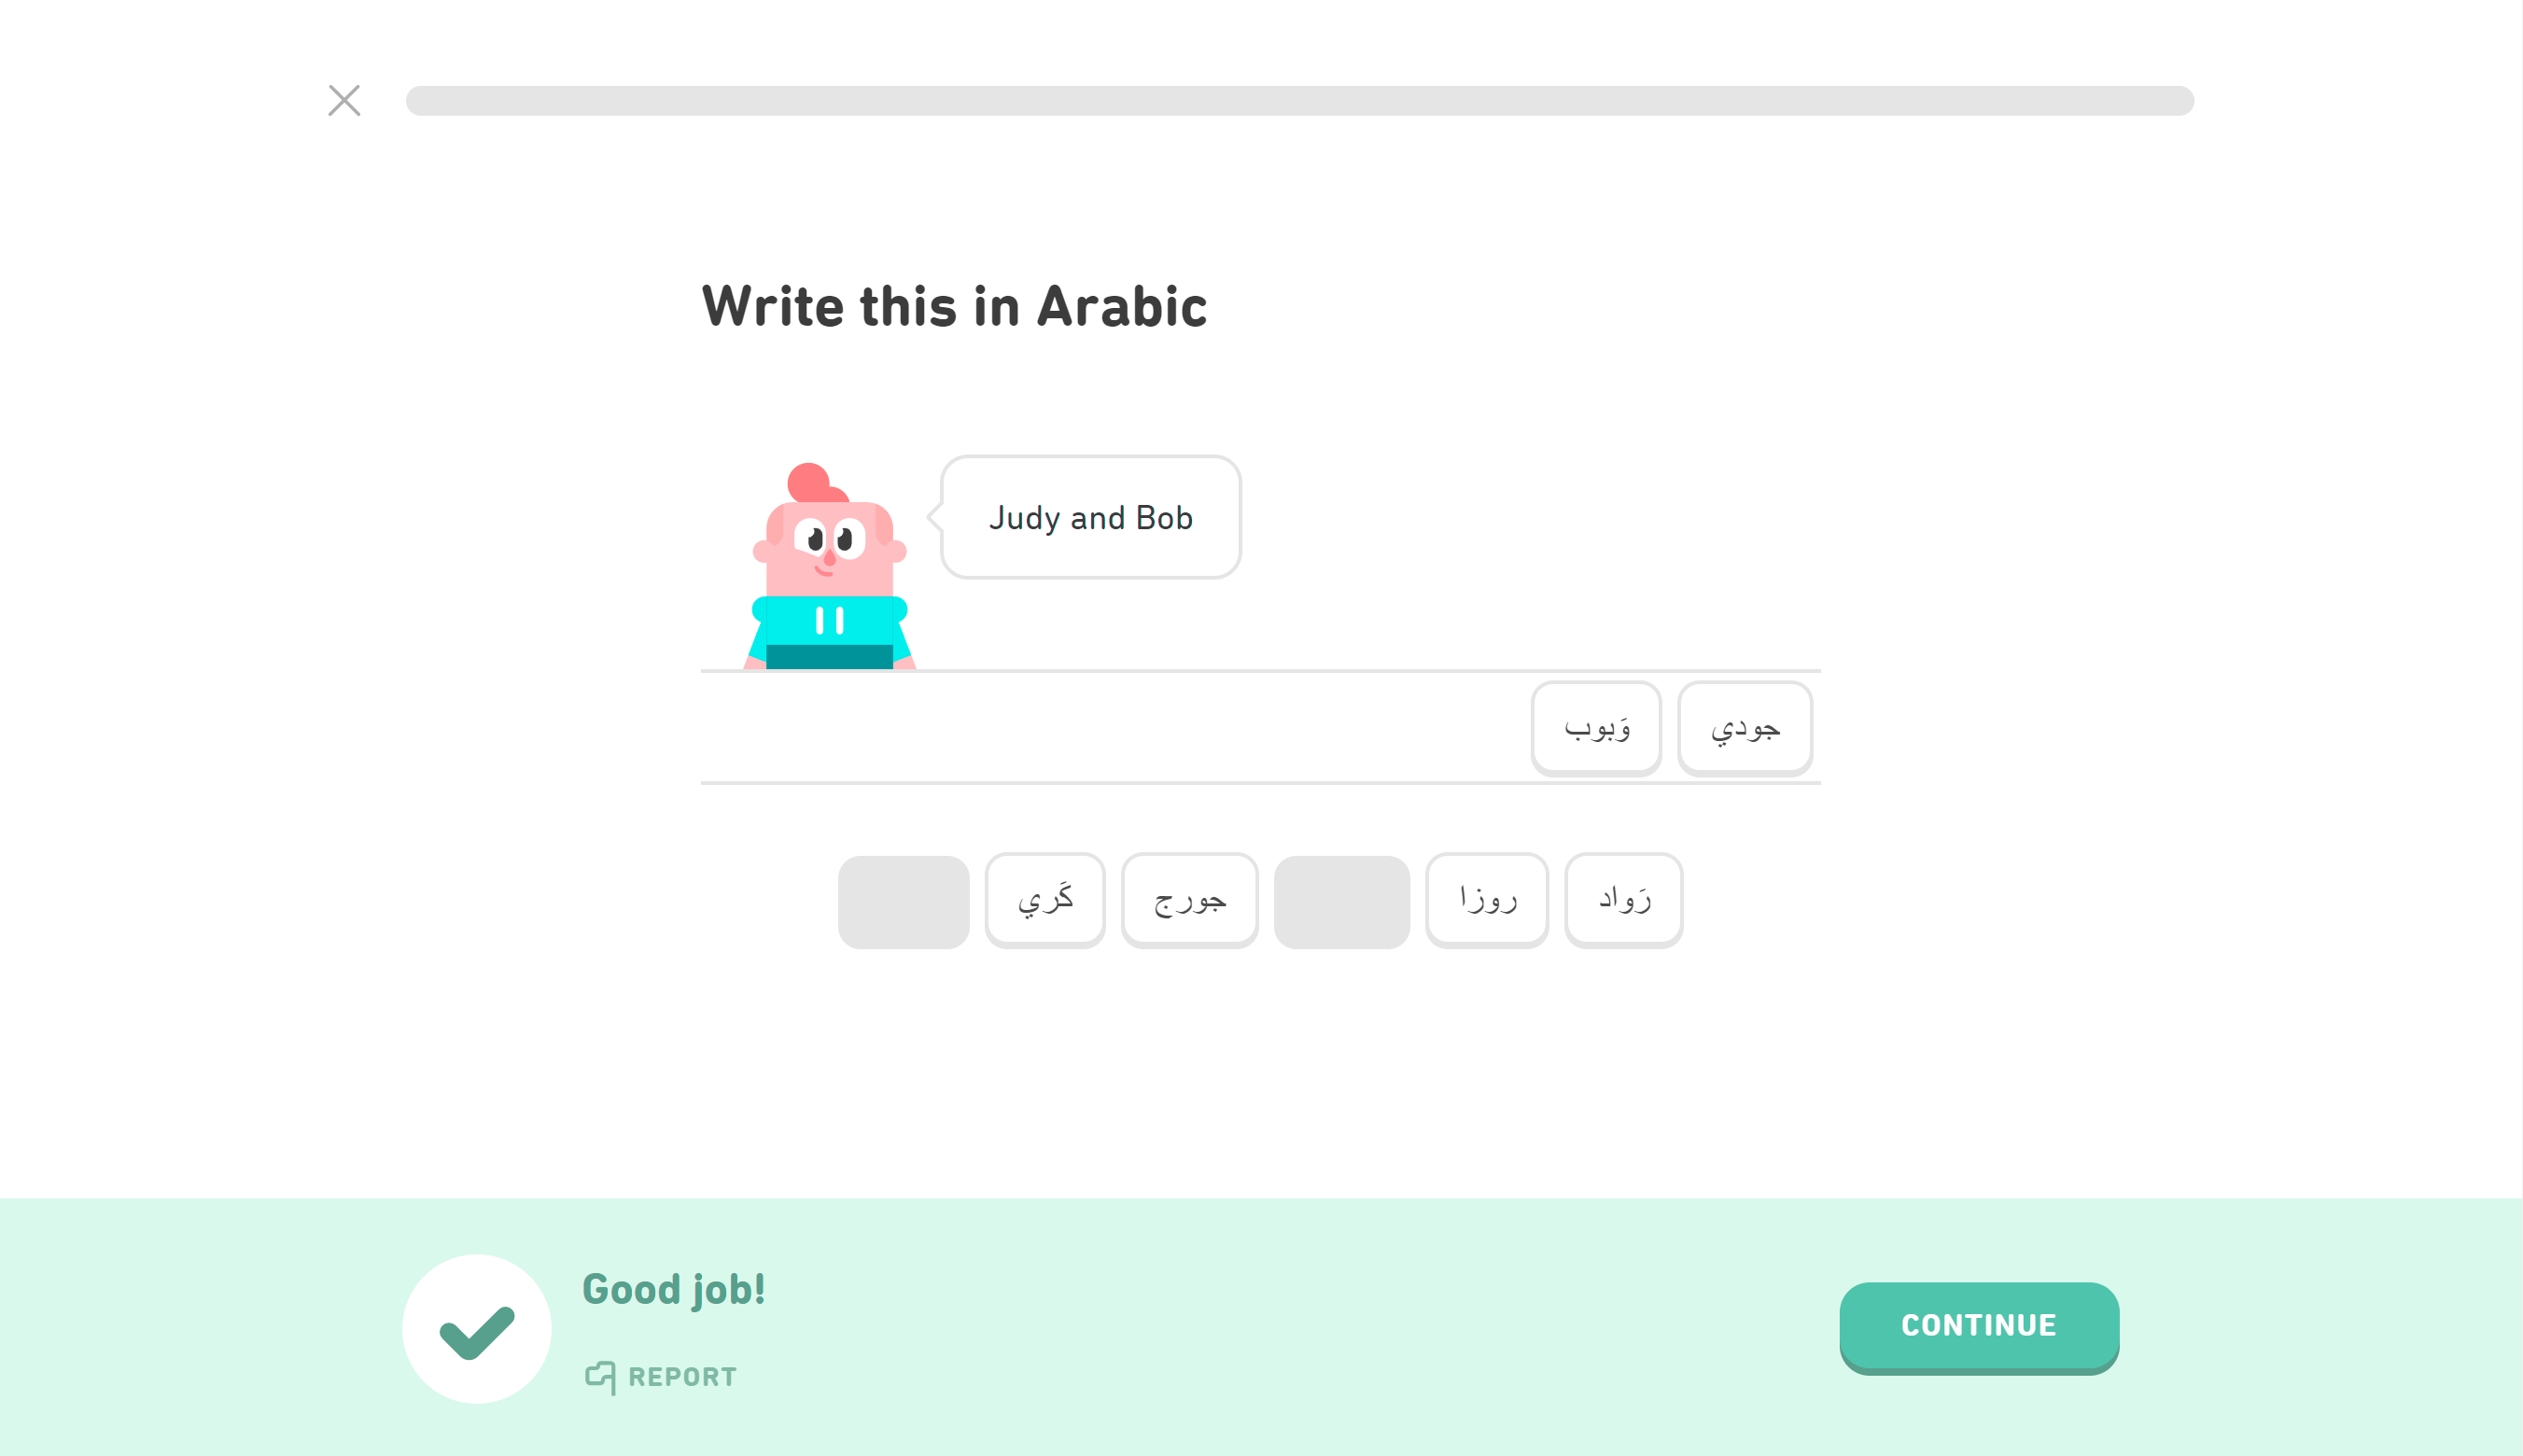 Write this in Arabic
Judy and Bob
جودي وَبوب
كَري جورج روزا رَواد
Good job!
REPORT
CONTINUE